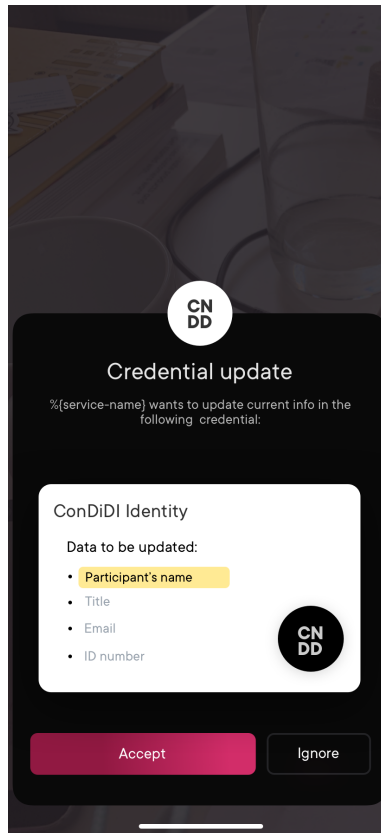 CN
DD
Credential update
%{service-name} wants to update current info in the
following credential:
ConDiDI Identity
Data to be updated:
• Participant's name
• Title
• Email
• ID number
CN
DD
Accept
Ignore